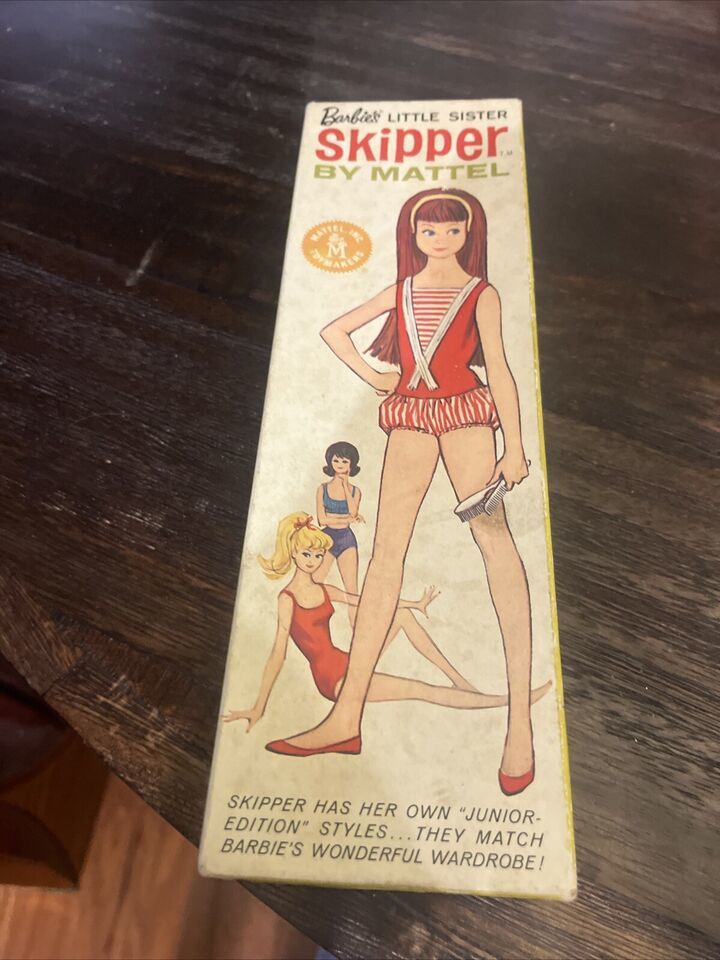 Barbie's LITTLE SISTER
Skipper TM
BY MATTEL
MATTEL, INC.
M
TOYMAKERS
SKIPPER HAS HER OWN "JUNIOR-
EDITION" STYLES...THEY MATCH
BARBIE'S WONDERFUL WARDROBE!